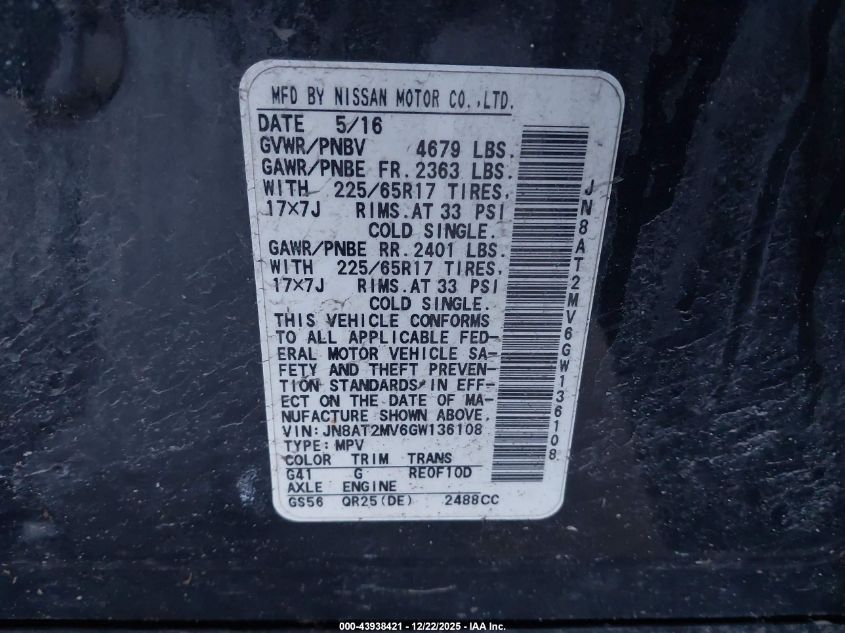 MFD BY NISSAN MOTOR CO.,LTD.
DATE 5/16
GVWR/PNBV 4679 LBS.
GAWR/PNBE FR. 2363 LBS.
WITH 225/65R17 TIRES,
17×7J RIMS.AT 33 PSI
COLD SINGLE.
GAWR/PNBE RR. 2401 LBS.
WITH 225/65R17 TIRES,
17×7J RIMS.AT 33 PSI
COLD SINGLE.
THIS VEHICLE CONFORMS
TO ALL APPLICABLE FED-
ERAL MOTOR VEHICLE SA-
FETY AND THEFT PREVEN-
TION STANDARDS IN EFF-
ECT ON THE DATE OF MA-
NUFACTURE SHOWN ABOVE.
VIN:JN8AT2MV6GW136108
TYPE:MPV
COLOR TRIM TRANS
G41 G RE0F10D
AXLE ENGINE
GS56 QR25(DE) 2488CC
JN8AT2MV6GW136108
000-43938421 - 12/22/2025 - IAA Inc.